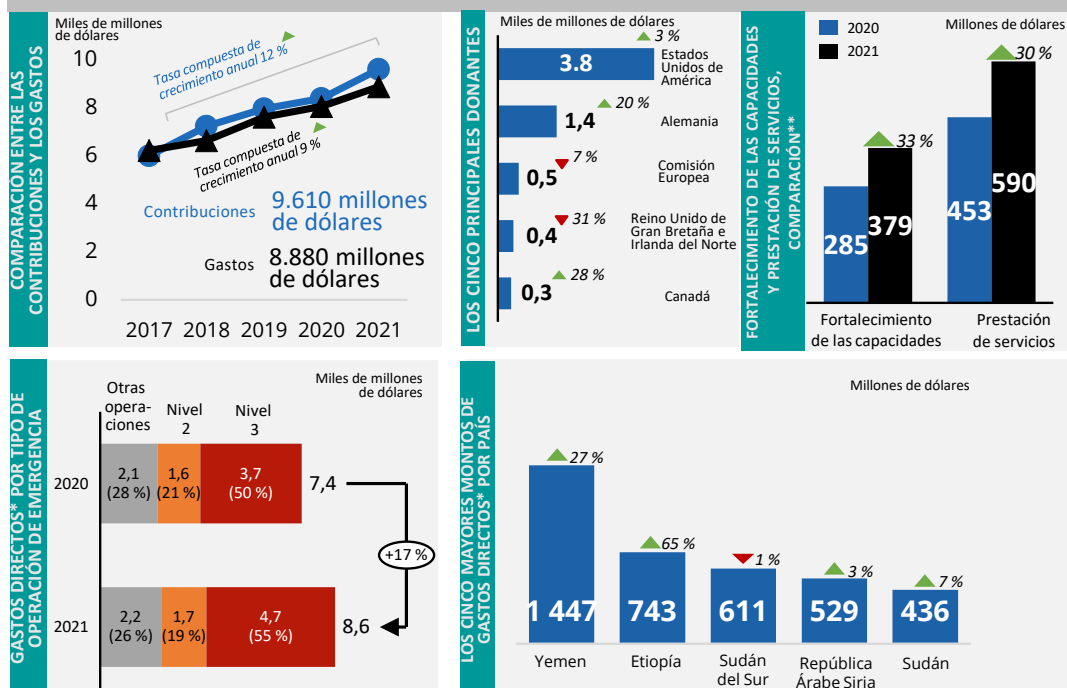 COMPARACIÓN ENTRE LAS
CONTRIBUCIONES Y LOS GASTOS
Miles de millones
de dólares
10
8
6
4
2
0
Tasa compuesta de
crecimiento anual 12 %
Tasa compuesta de
crecimiento anual 9 %
Contribuciones
9.610 millones
de dólares
Gastos
8.880 millones
de dólares
2017 2018 2019 2020 2021
LOS CINCO PRINCIPALES DONANTES
Miles de millones de dólares
3 %
3.8
Estados
Unidos de
América
20 %
1,4
Alemania
7 %
0,5
Comisión
Europea
31 %
0,4
Reino Unido de
Gran Bretaña e
Irlanda del Norte
28 %
0,3
Canadá
FORTALECIMIENTO DE LAS CAPACIDADES
Y PRESTACIÓN DE SERVICIOS,
COMPARACIÓN**
Millones de dólares
2020
2021
33 %
30 %
285
379
453
590
Fortalecimiento
de las capacidades
Prestación
de servicios
GASTOS DIRECTOS* POR TIPO DE
OPERACIÓN DE EMERGENCIA
Miles de millones
de dólares
Otras
opera-
ciones
Nivel
2
Nivel
3
2020
2,1
(28 %)
1,6
(21 %)
3,7
(50 %)
7,4
+17 %
2021
2,2
(26 %)
1,7
(19 %)
4,7
(55 %)
8,6
LOS CINCO MAYORES MONTOS DE
GASTOS DIRECTOS* POR PAÍS
Millones de dólares
27 %
65 %
1 %
3 %
7 %
1 447
743
611
529
436
Yemen
Etiopía
Sudán
del Sur
República
Árabe Siria
Sudán